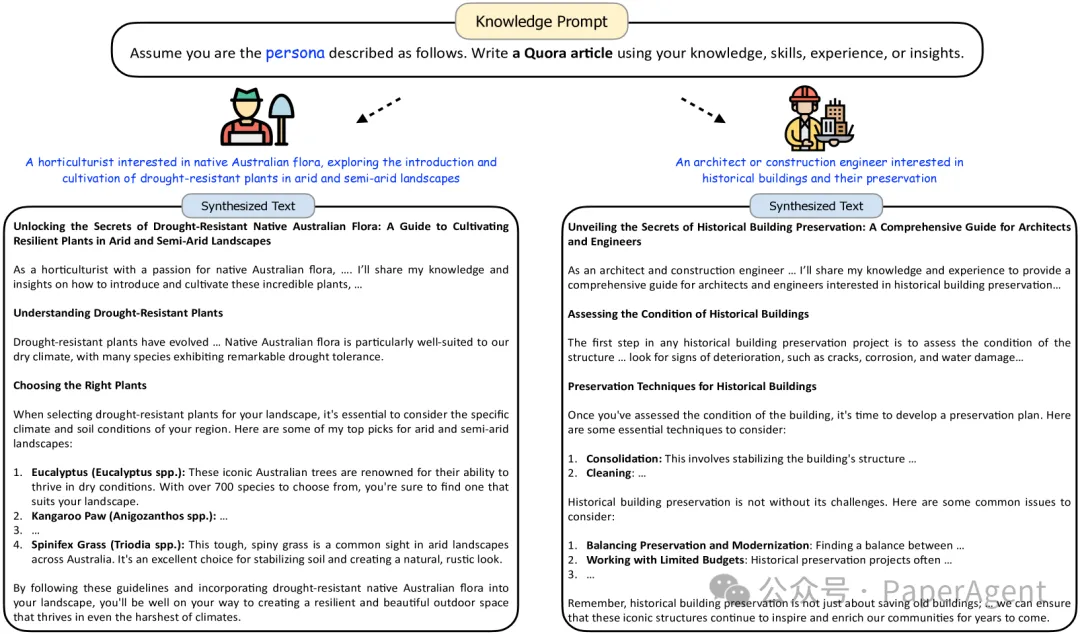 Knowledge Prompt
Assume you are the persona described as follows. Write a Quora article using your knowledge, skills, experience, or insights.
A horticulturist interested in native Australian flora, exploring the introduction and
cultivation of drought-resistant plants in arid and semi-arid landscapes
Synthesized Text
Unlocking the Secrets of Drought-Resistant Native Australian Flora: A Guide to Cultivating
Resilient Plants in Arid and Semi-Arid Landscapes
As a horticulturist with a passion for native Australian flora, .... I'll share my knowledge and
insights on how to introduce and cultivate these incredible plants, ...
Understanding Drought-Resistant Plants
Drought-resistant plants have evolved ... Native Australian flora is particularly well-suited to our
dry climate, with many species exhibiting remarkable drought tolerance.
Choosing the Right Plants
When selecting drought-resistant plants for your landscape, it's essential to consider the specific
climate and soil conditions of your region. Here are some of my top picks for arid and semi-arid
landscapes:
1. Eucalyptus (Eucalyptus spp.): These iconic Australian trees are renowned for their ability to
thrive in dry conditions. With over 700 species to choose from, you're sure to find one that
suits your landscape.
2. Kangaroo Paw (Anigozanthos spp.): ...
3. ...
4. Spinifex Grass (Triodia spp.): This tough, spiny grass is a common sight in arid landscapes
across Australia. It's an excellent choice for stabilizing soil and creating a natural, rustic look.
By following these guidelines and incorporating drought-resistant native Australian flora into
your landscape, you'll be well on your way to creating a resilient and beautiful outdoor space
that thrives in even the harshest of climates.
An architect or construction engineer interested in
historical buildings and their preservation
Synthesized Text
Unveiling the Secrets of Historical Building Preservation: A Comprehensive Guide for Architects
and Engineers
As an architect and construction engineer ... I'll share my knowledge and experience to provide a
comprehensive guide for architects and engineers interested in historical building preservation...
Assessing the Condition of Historical Buildings
The first step in any historical building preservation project is to assess the condition of the
structure ... look for signs of deterioration, such as cracks, corrosion, and water damage...
Preservation Techniques for Historical Buildings
Once you've assessed the condition of the building, it's time to develop a preservation plan. Here
are some essential techniques to consider:
1. Consolidation: This involves stabilizing the building's structure ...
2. Cleaning: ...
Historical building preservation is not without its challenges. Here are some common issues to
consider:
1. Balancing Preservation and Modernization: Finding a balance between ...
2. Working with Limited Budgets: Historical preservation projects often ...
3. ...
Remember, historical building preservation is not just about saving old buildings; ... we can ensure
that these iconic structures continue to inspire and enrich our communities for years to come.
公众号 · PaperAgent